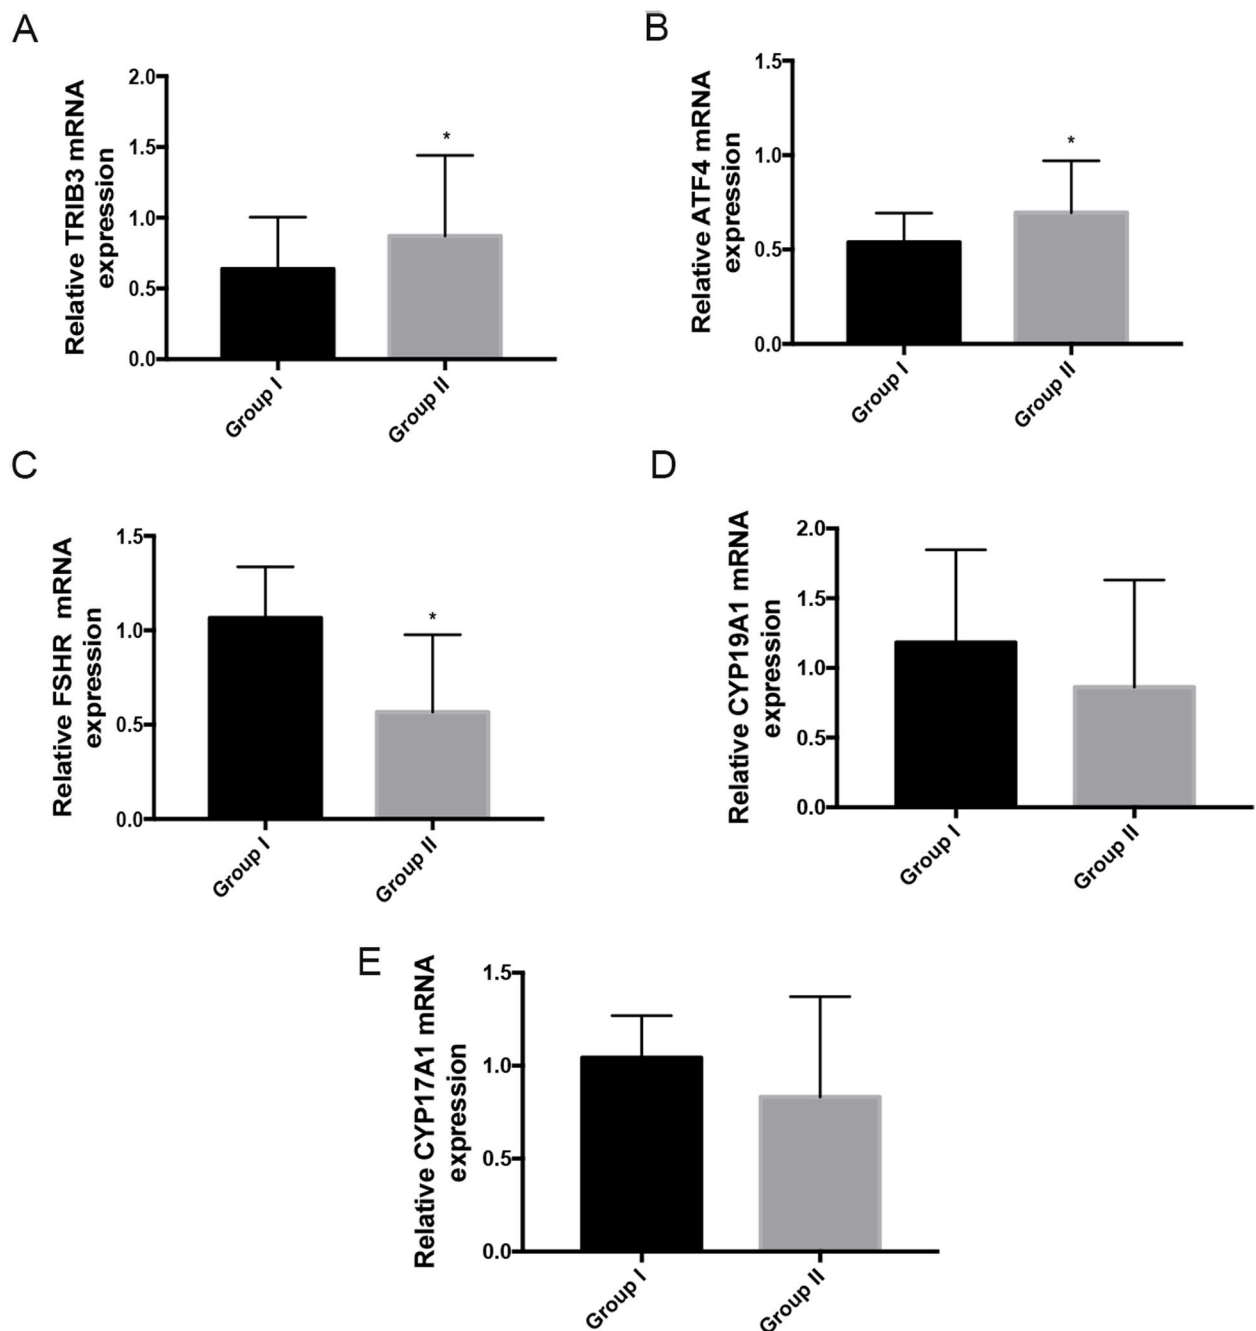 A
Relative TRIB3 mRNA
expression
2.0
1.5
1.0
0.5
0.0
*
Group I
Group II
B
Relative ATF4 mRNA
expression
1.5
1.0
0.5
0.0
*
Group I
Group II
C
Relative FSHR mRNA
expression
1.5
1.0
0.5
0.0
*
Group I
Group II
D
Relative CYP19A1 mRNA
expression
2.0
1.5
1.0
0.5
0.0
Group I
Group II
E
Relative CYP17A1 mRNA
expression
1.5
1.0
0.5
0.0
Group I
Group II